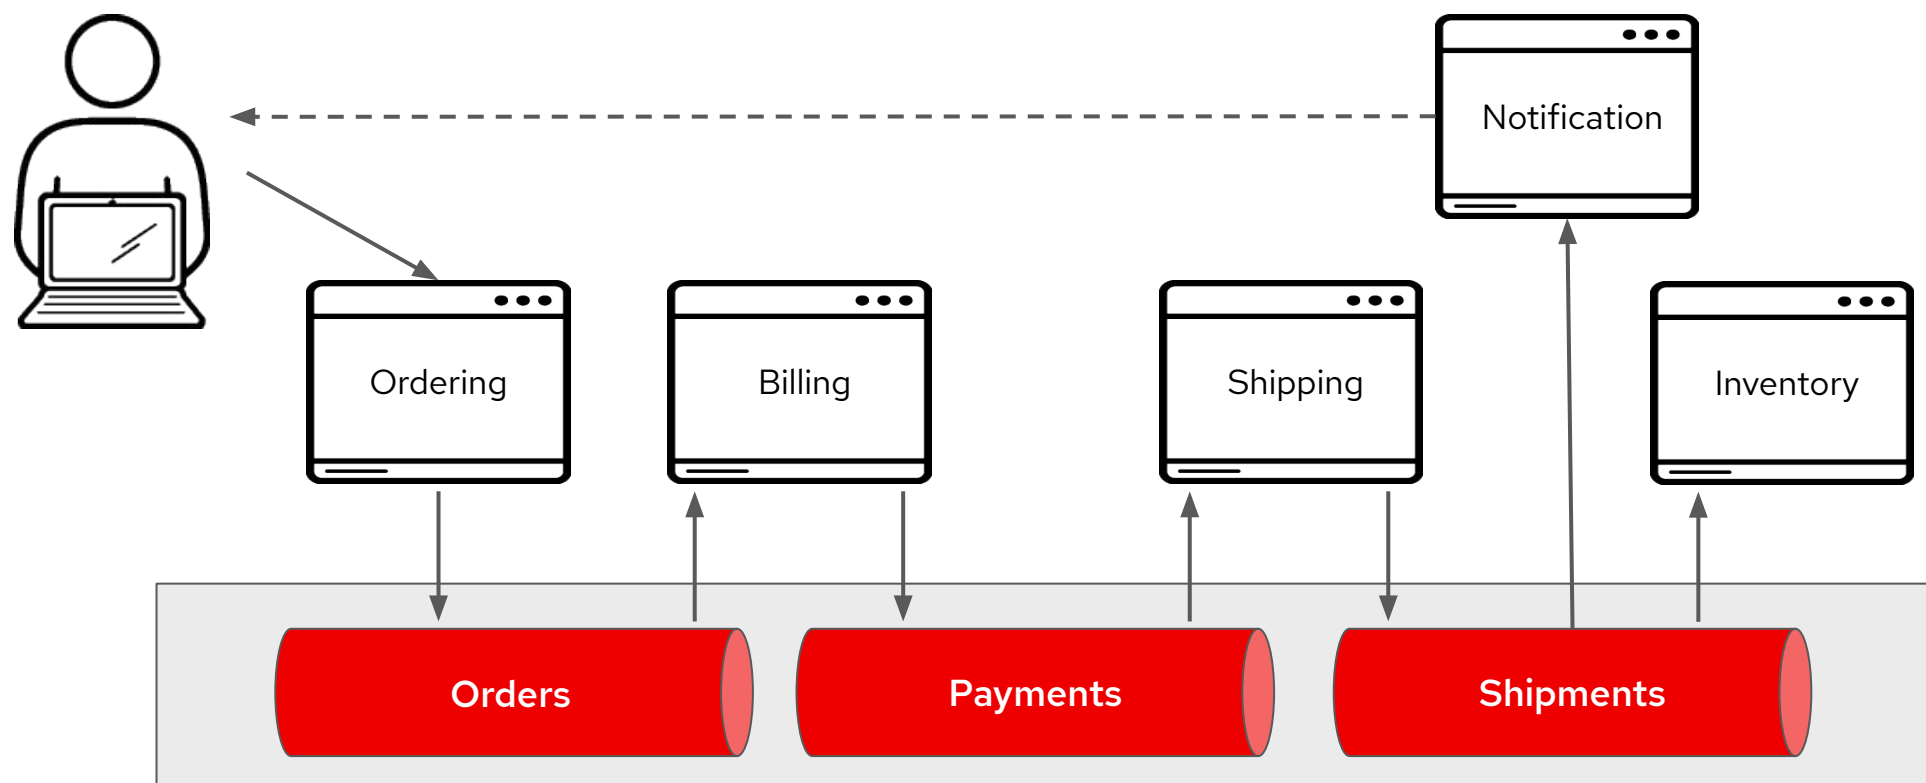 Notification
Ordering
Billing
Shipping
Inventory
Orders
Payments
Shipments